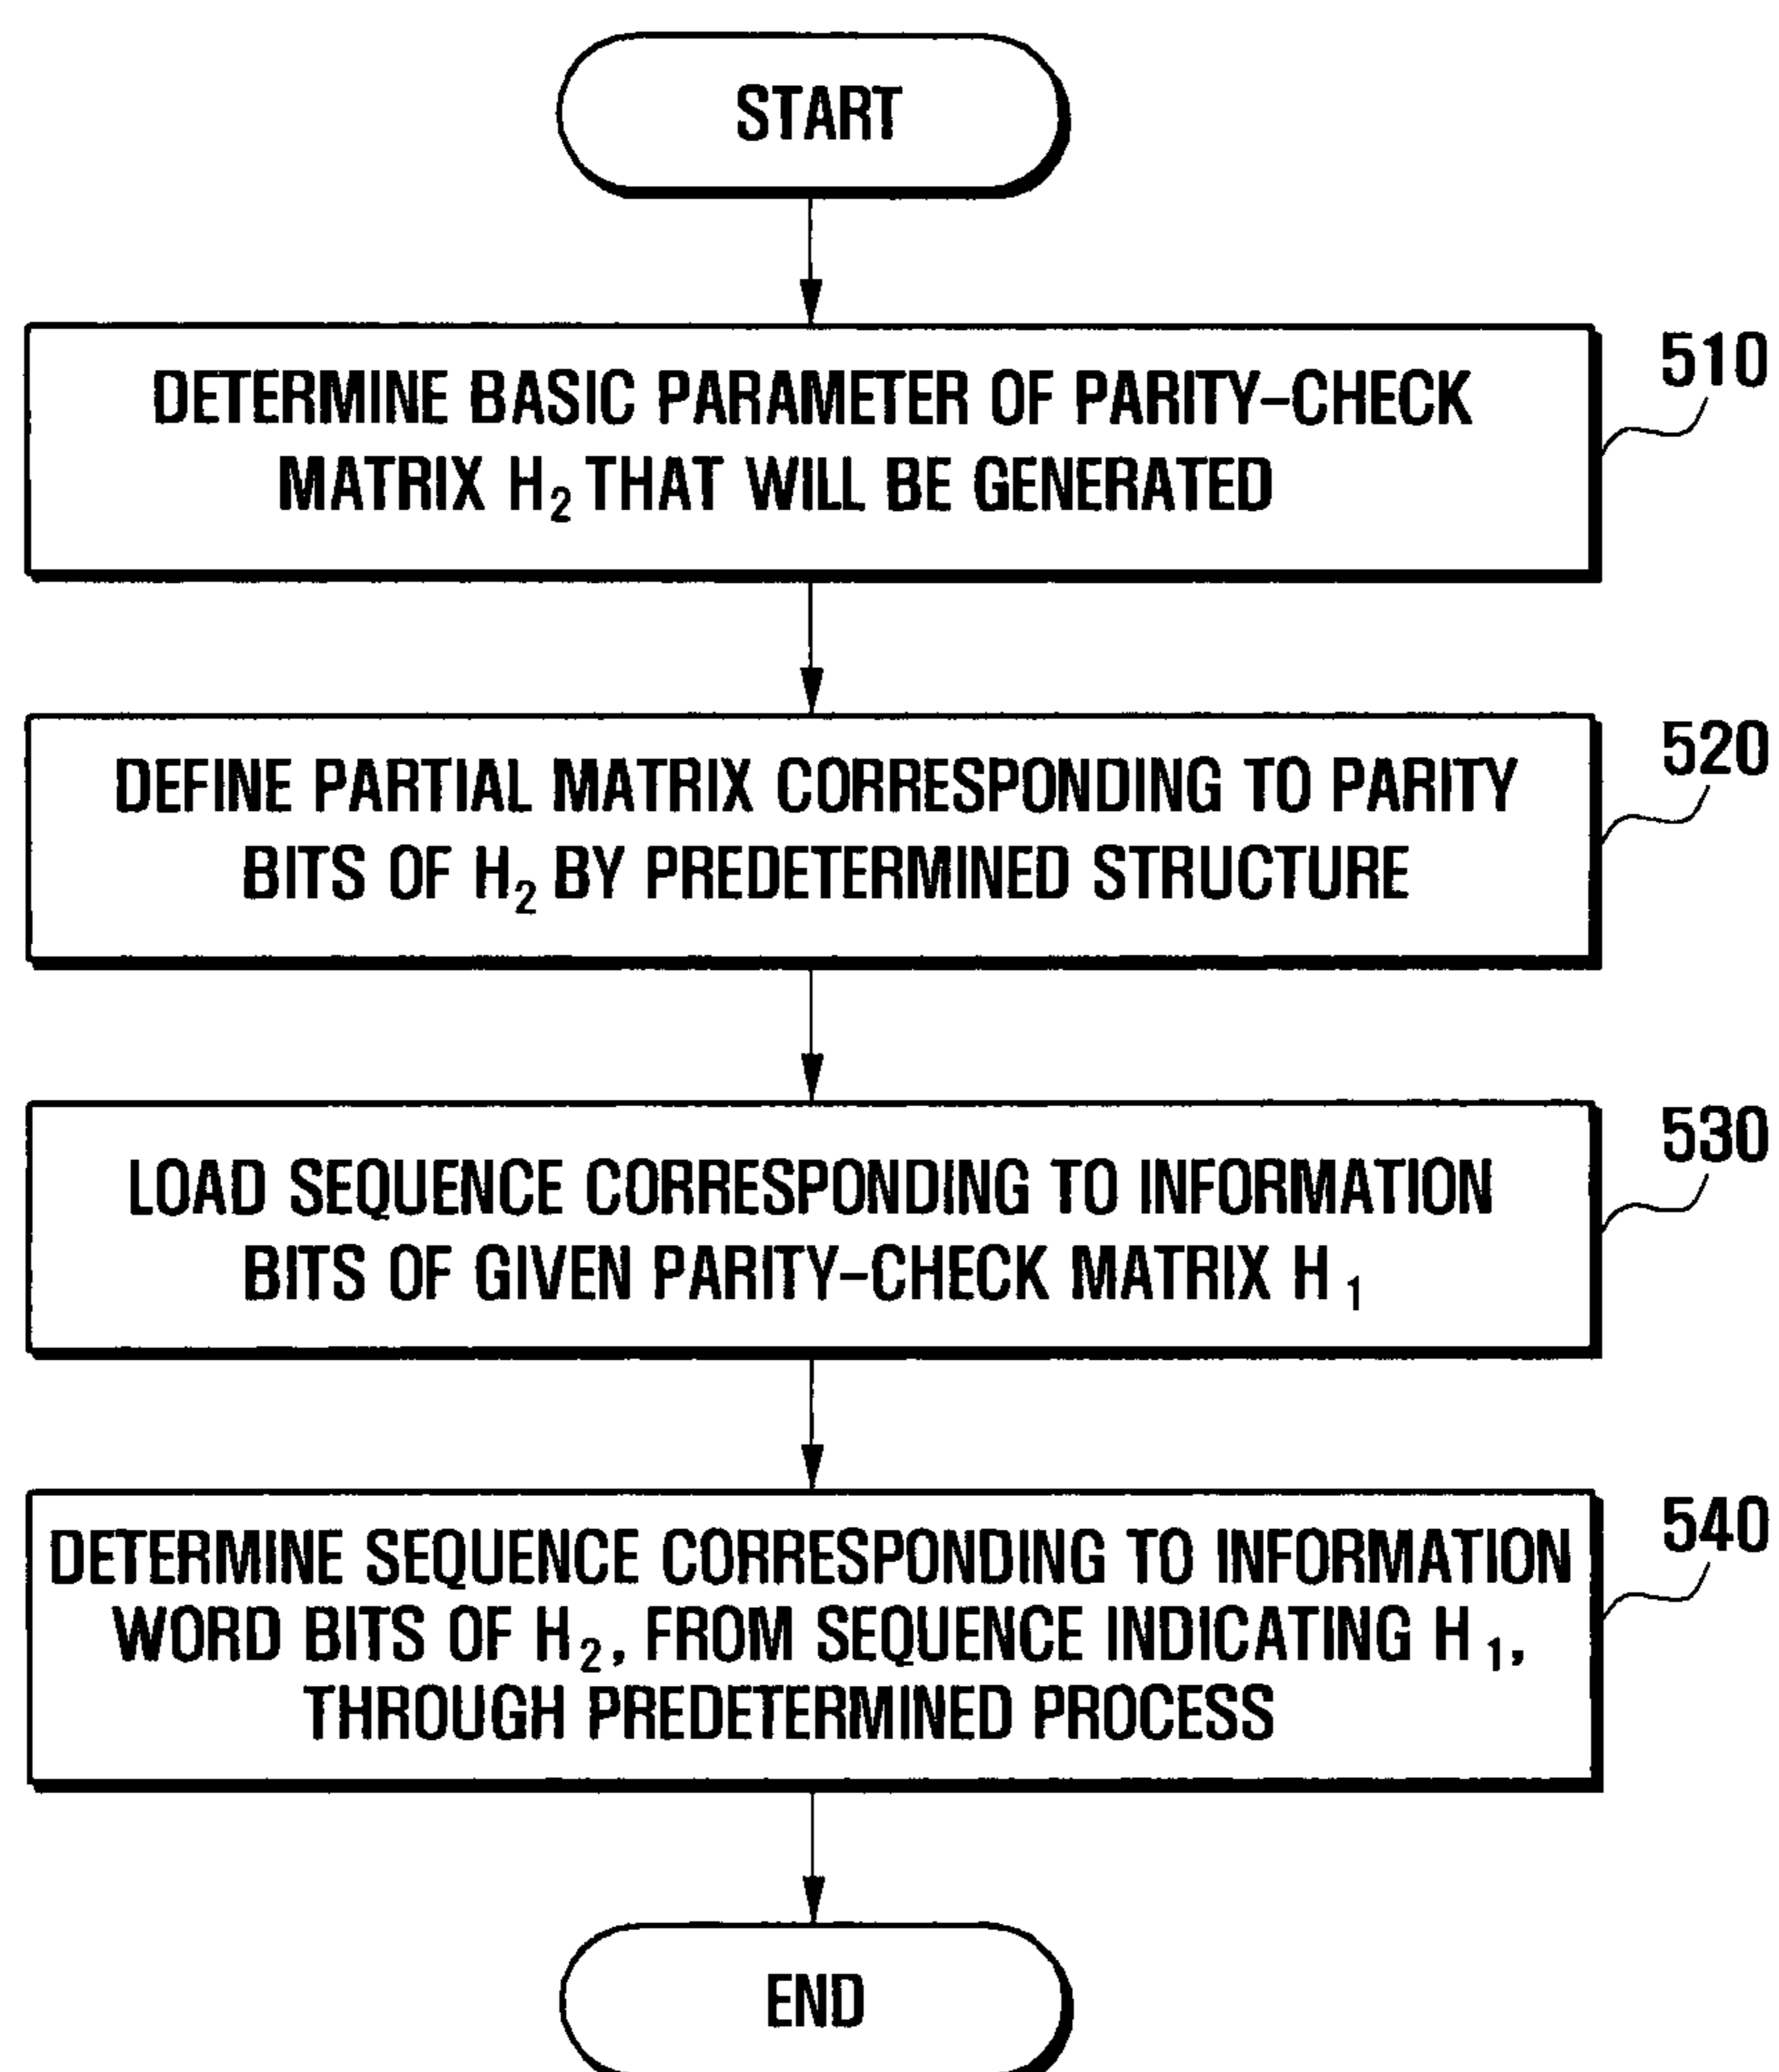 START
DETERMINE BASIC PARAMETER OF PARITY-CHECK
MATRIX H₂ THAT WILL BE GENERATED
510
DEFINE PARTIAL MATRIX CORRESPONDING TO PARITY
BITS OF H₂ BY PREDETERMINED STRUCTURE
520
LOAD SEQUENCE CORRESPONDING TO INFORMATION
BITS OF GIVEN PARITY-CHECK MATRIX H₁
530
DETERMINE SEQUENCE CORRESPONDING TO INFORMATION
WORD BITS OF H₂, FROM SEQUENCE INDICATING H₁,
THROUGH PREDETERMINED PROCESS
540
END